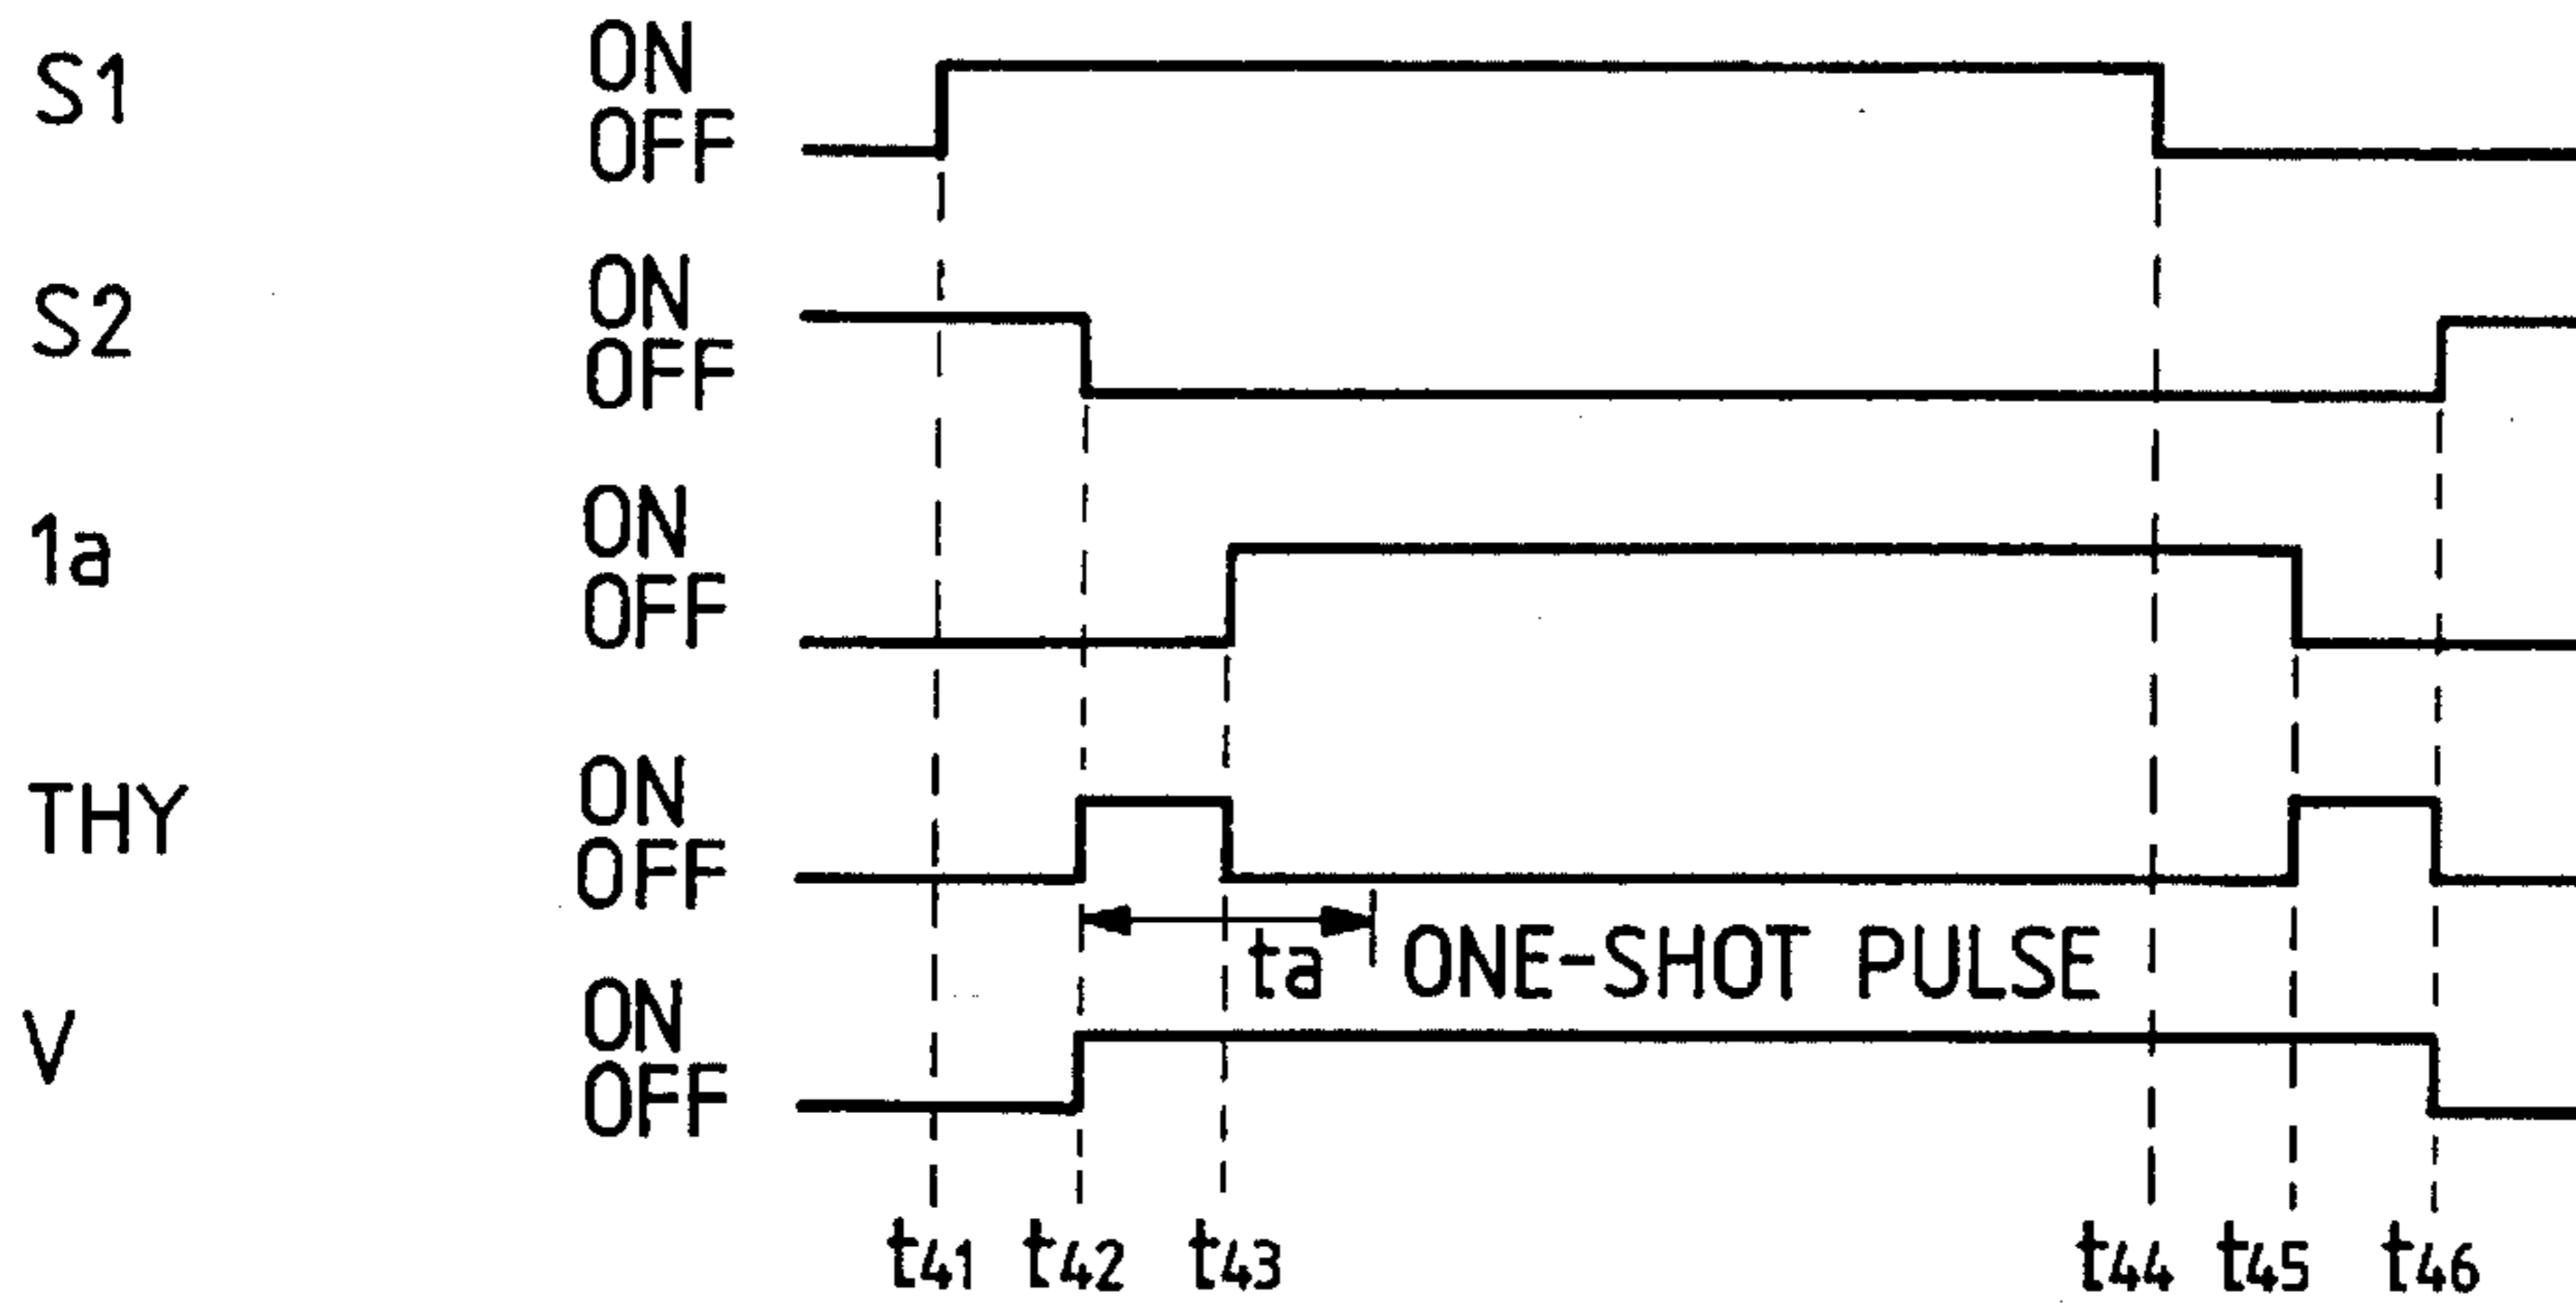 S1 ON
OFF
S2 ON
OFF
1a ON
OFF
THY ON
OFF
ta ONE-SHOT PULSE
V ON
OFF
t41 t42 t43 t44 t45 t46